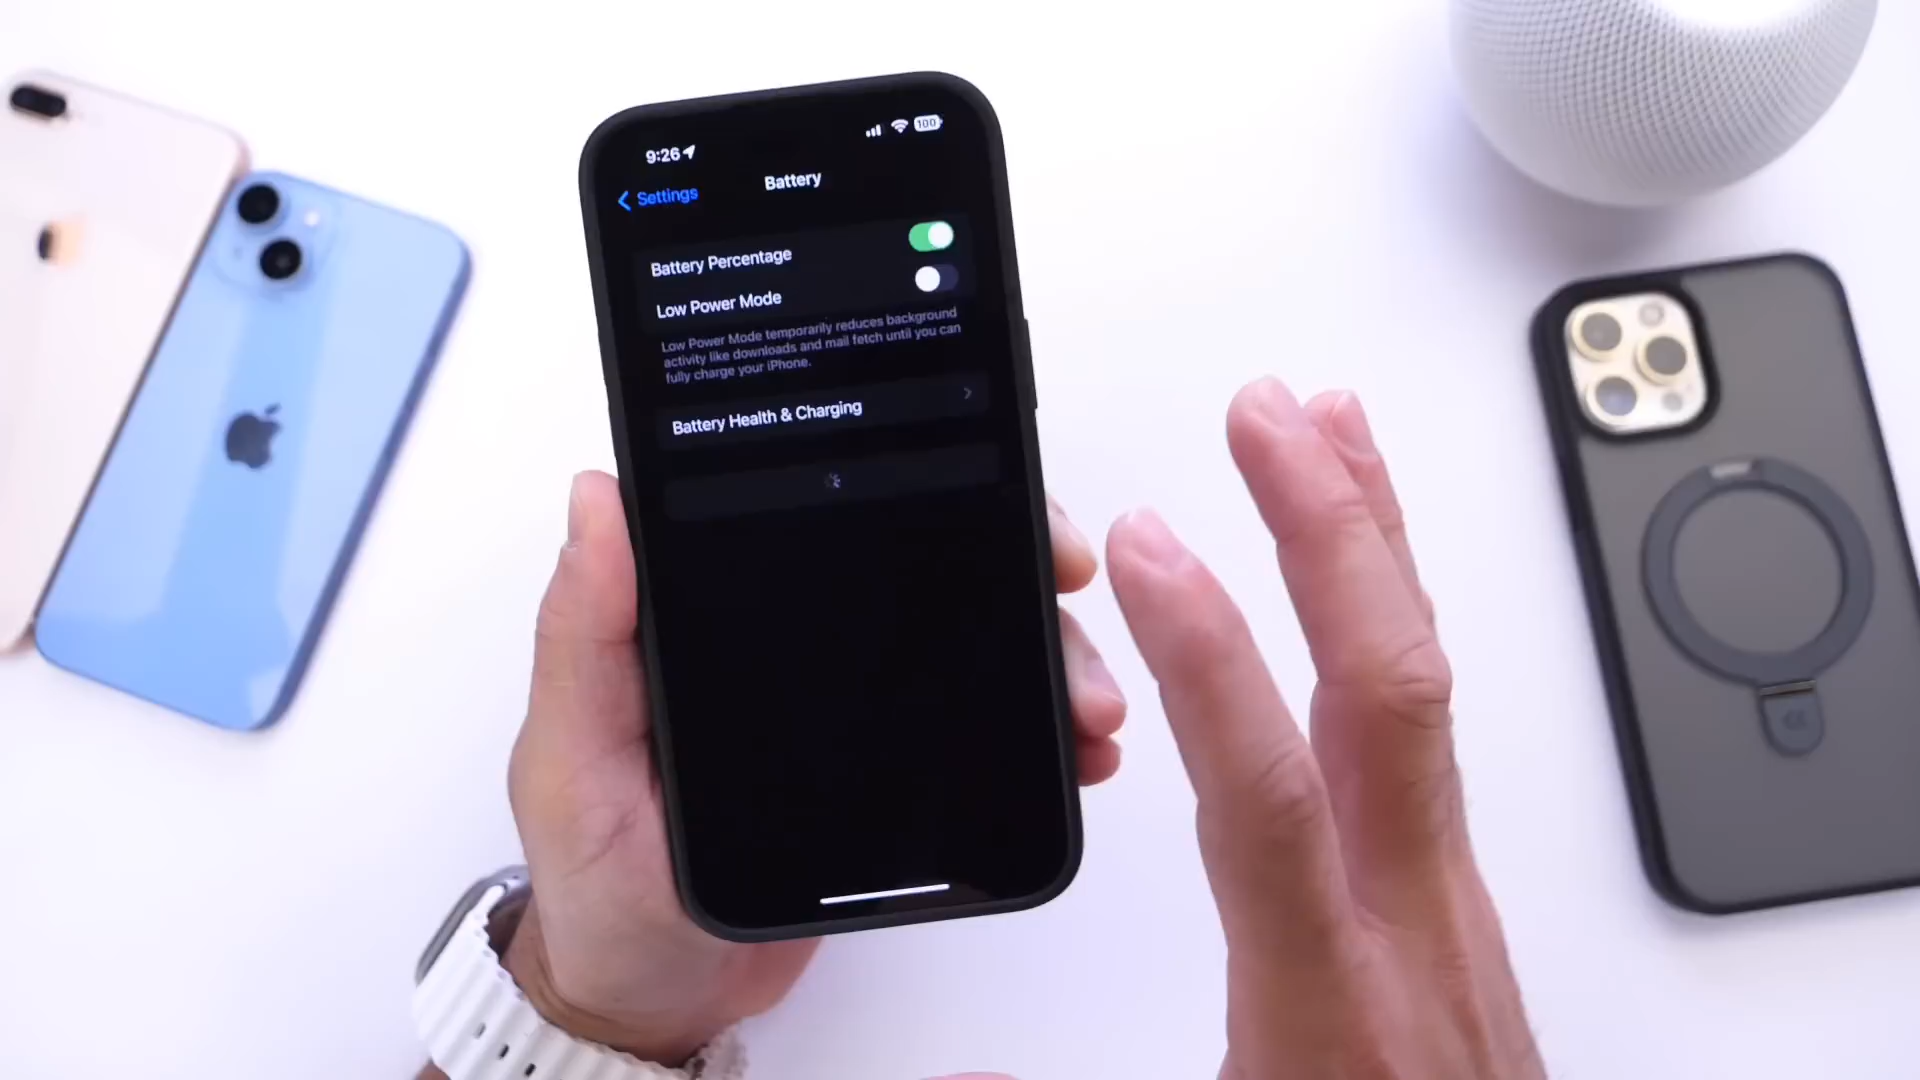 9:26
100
Settings
Battery
Battery Percentage
Low Power Mode
Low Power Mode temporarily reduces background
activity like downloads and mail fetch until you can
fully charge your iPhone.
Battery Health & Charging